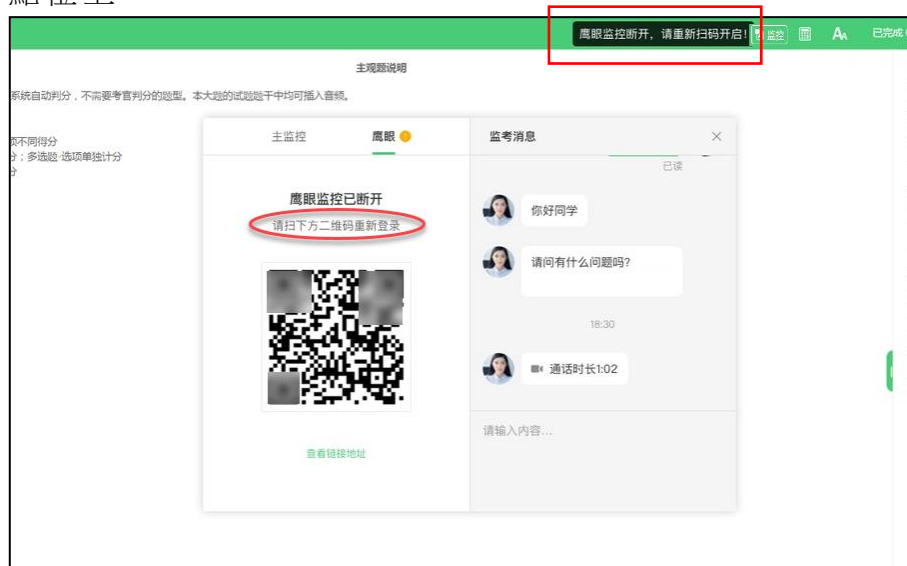 鹰眼监控断开，请重新扫码开启!
监控
AA
已完成
主观题说明
系统自动判分，不需要考官判分的题型。本大题的试题题干中均可插入音频。
项不同得分
分；多选题-选项单独计分
主监控
鹰眼
监考消息
已读
鹰眼监控已断开
请扫下方二维码重新登录
你好同学
请问有什么问题吗?
18:30
通话时长1:02
查看链接地址
请输入内容...